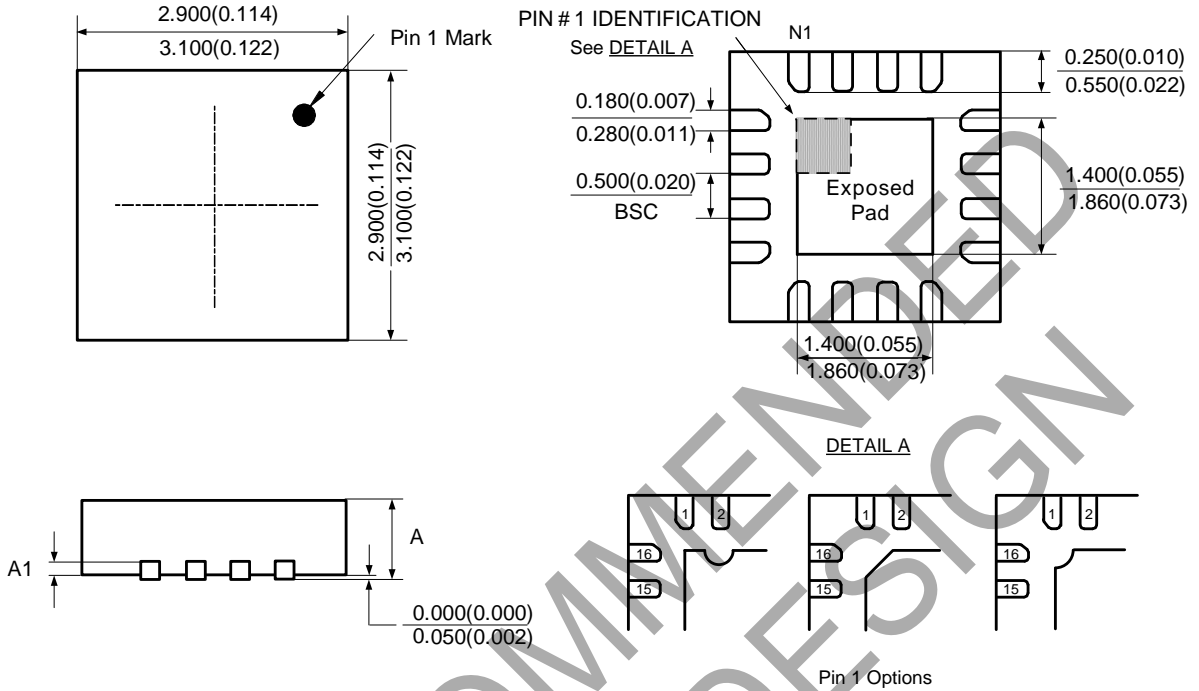 2.900(0.114)
3.100(0.122)
Pin 1 Mark
2.900(0.114)
3.100(0.122)
PIN # 1 IDENTIFICATION
See DETAIL A
N1
0.250(0.010)
0.550(0.022)
0.180(0.007)
0.280(0.011)
0.500(0.020)
BSC
Exposed
Pad
1.400(0.055)
1.860(0.073)
1.400(0.055)
1.860(0.073)
A1
A
0.000(0.000)
0.050(0.002)
DETAIL A
1 2
16
15
1 2
16
15
1 2
16
15
Pin 1 Options
OMMENDED
DESIGN